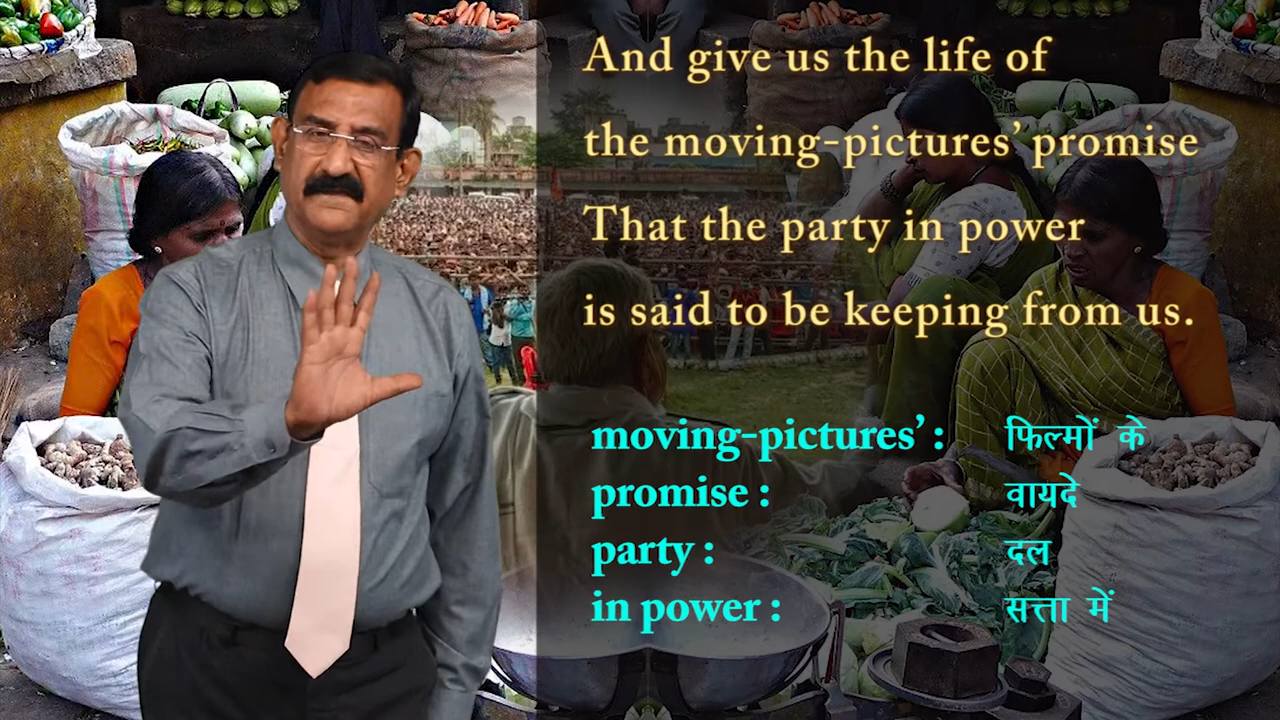 And give us the life of
the moving-pictures’ promise
That the party in power
is said to be keeping from us.
moving-pictures’ : फिल्मों के
promise : वायदे
party : दल
in power : सत्ता में